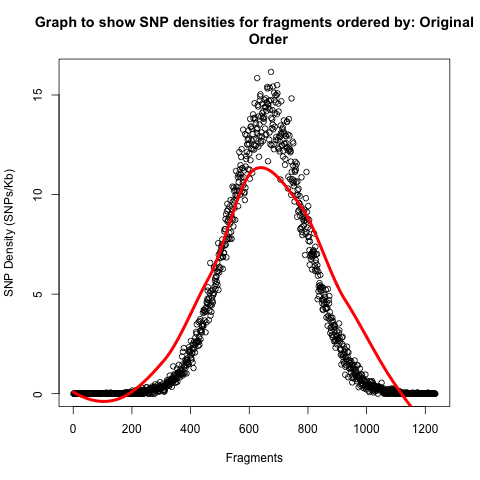 Graph to show SNP densities for fragments ordered by: Original
Order
SNP Density (SNPs/Kb)
15
10
5
0
0 200 400 600 800 1000 1200
Fragments